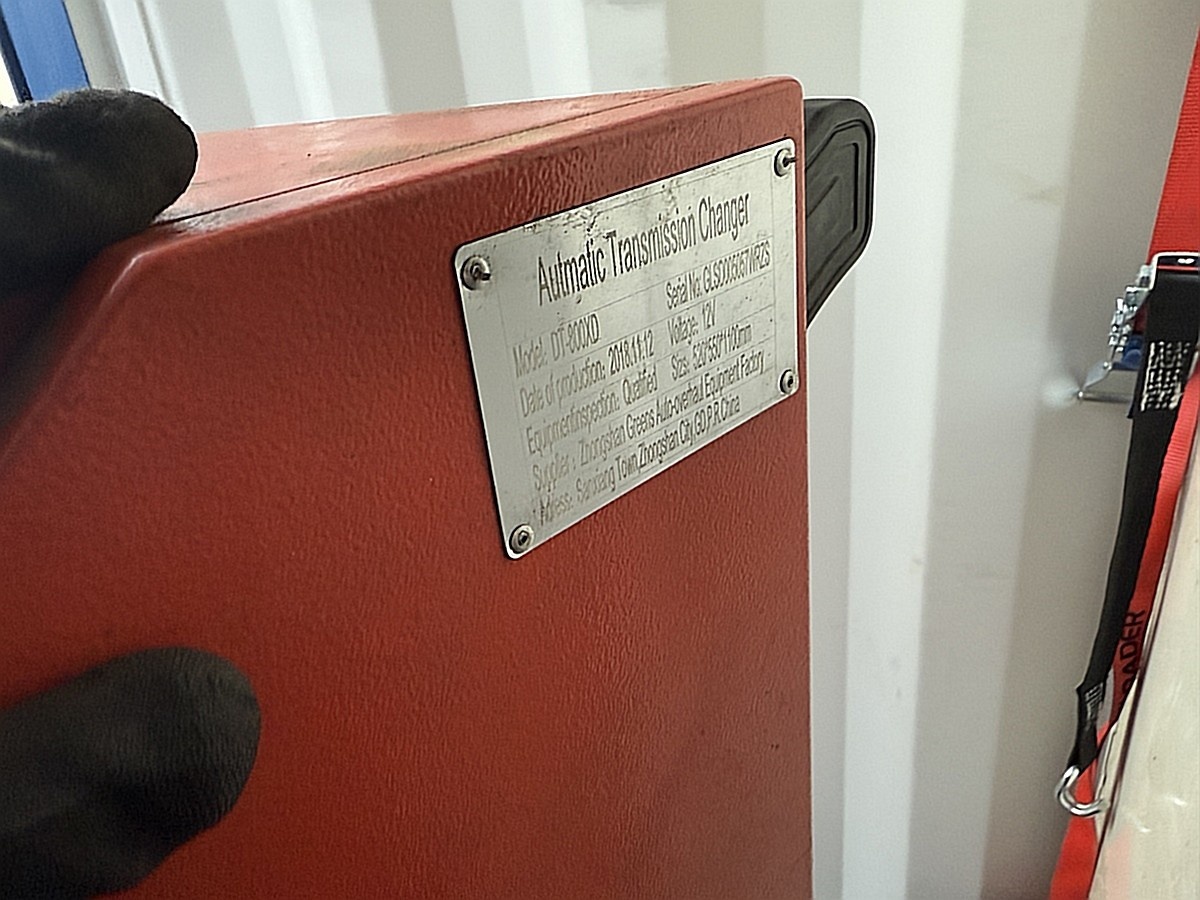 Autmatic Transmission Changer
Model: DT-800XD
Date of production: 2018.11.12
Equipmentinspection: Qualified
Supplier: Zhongshan Greens Auto-overhaul Equipment Factory
Adress: Sanxiang Town,Zhongshan City,GD,P.R.China
Serial No:
Voltage: 12V
Size: 520*550*1100mm
OADER